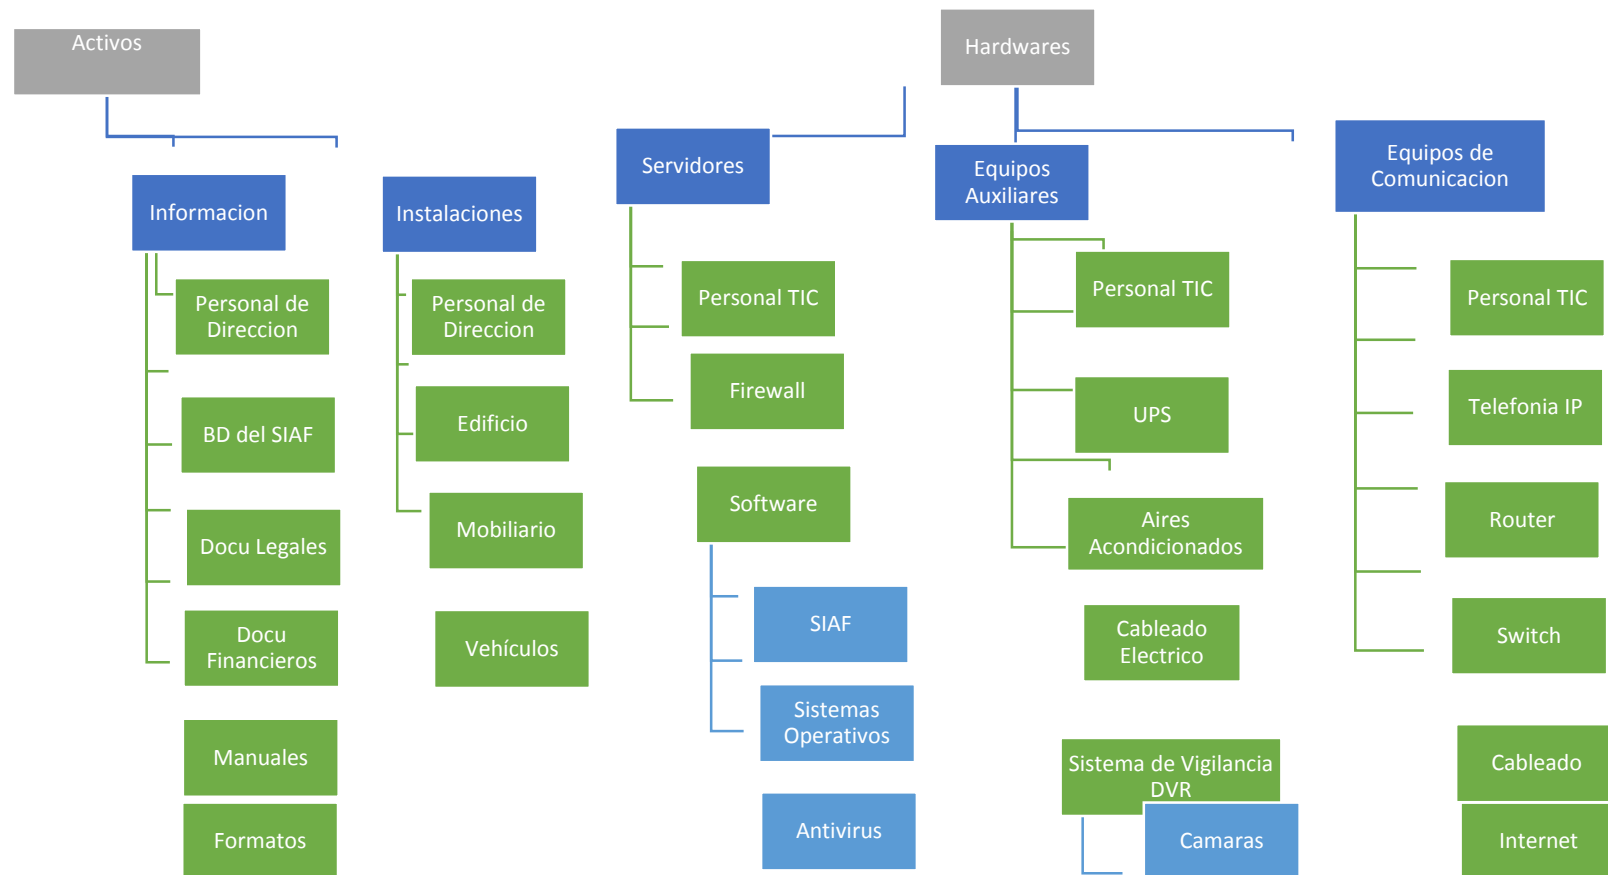 Activos
Informacion
Personal de
Direccion
BD del SIAF
Docu Legales
Docu
Financieros
Manuales
Formatos
Instalaciones
Personal de
Direccion
Edificio
Mobiliario
Vehículos
Hardwares
Servidores
Personal TIC
Firewall
Software
SIAF
Sistemas
Operativos
Antivirus
Equipos
Auxiliares
Personal TIC
UPS
Aires
Acondicionados
Cableado
Electrico
Sistema de Vigilancia
DVR
Camaras
Equipos de
Comunicacion
Personal TIC
Telefonia IP
Router
Switch
Cableado
Internet